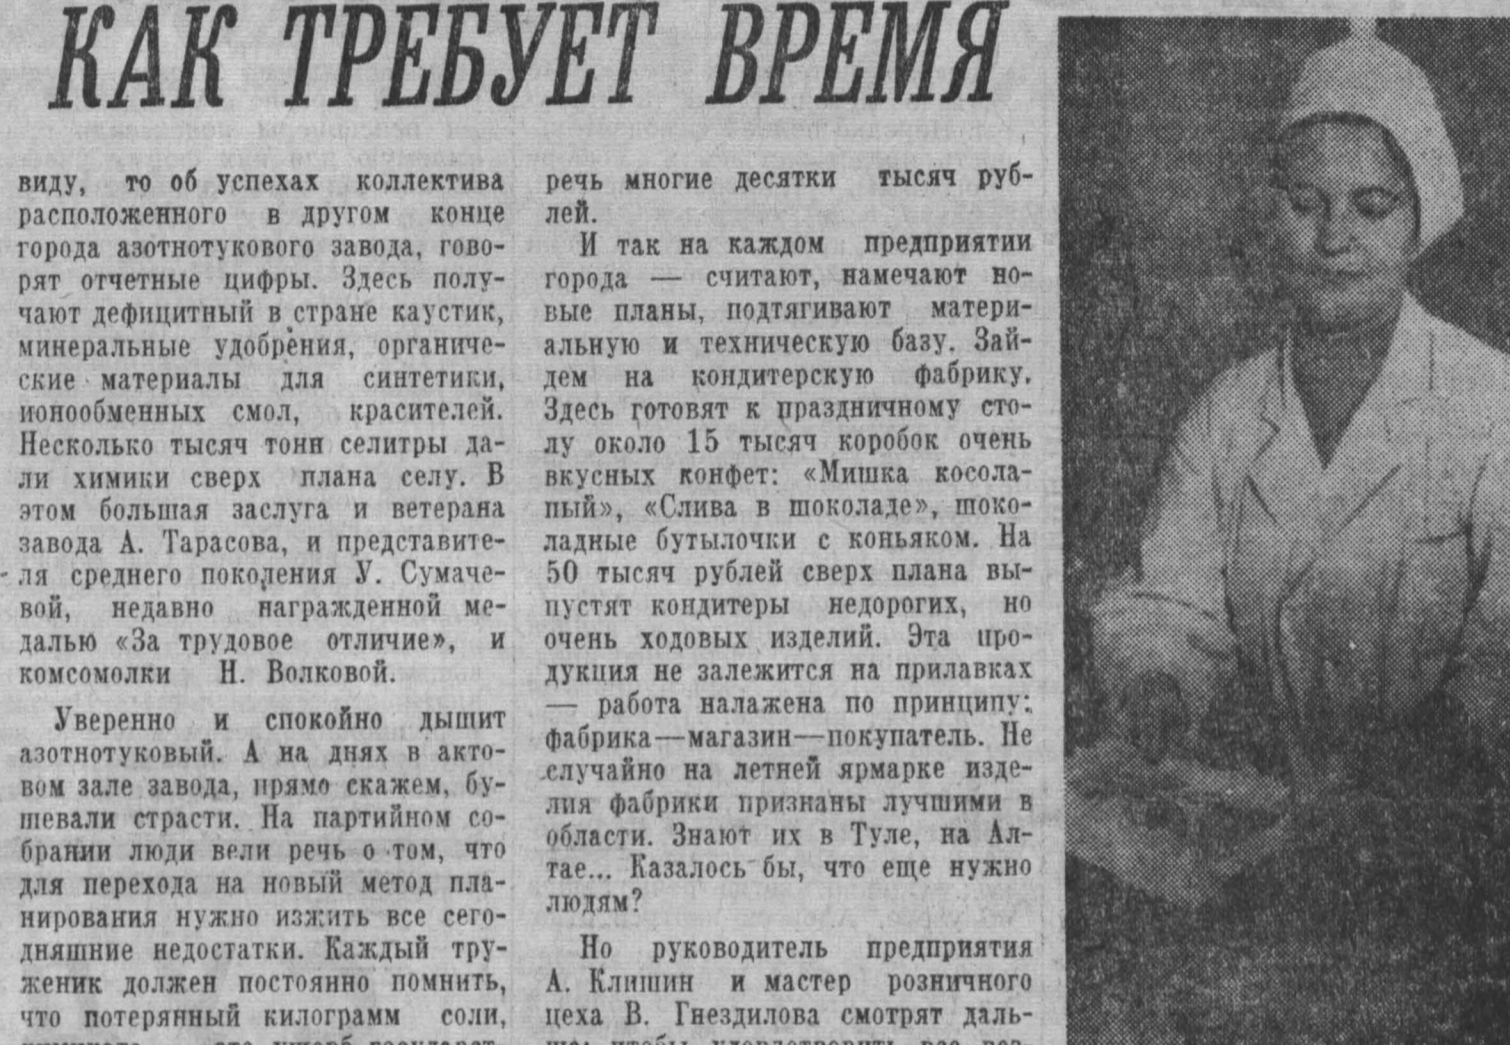 КАК ТРЕБУЕТ ВРЕМЯ
виду, то об успехах коллектива
расположенного в другом конце
города азотнотукового завода, гово-
рят отчетные цифры. Здесь полу-
чают дефицитный в стране каустик,
минеральные удобрения, органиче-
ские материалы для синтетики,
ионообменных смол, красителей.
Несколько тысяч тонн селитры да-
ли химики сверх плана селу. В
этом большая заслуга и ветерана
завода А. Тарасова, и представите-
ля среднего поколения У. Сумаче-
вой, недавно награжденной ме-
далью «За трудовое отличие», и
комсомолки Н. Волковой.
Уверенно и спокойно дышит
азотнотуковый. А на днях в акто-
вом зале завода, прямо скажем, бу-
шевали страсти. На партийном со-
брании люди вели речь о том, что
для перехода на новый метод пла-
нирования нужно изжить все сего-
дняшние недостатки. Каждый тру-
женик должен постоянно помнить,
что потерянный килограмм соли,
речь многие десятки тысяч руб-
лей.
И так на каждом предприятии
города — считают, намечают но-
вые планы, подтягивают матери-
альную и техническую базу. Зай-
дем на кондитерскую фабрику.
Здесь готовят к праздничному сто-
лу около 15 тысяч коробок очень
вкусных конфет: «Мишка косола-
пый», «Слива в шоколаде», шоко-
ладные бутылочки с коньяком. На
50 тысяч рублей сверх плана вы-
пустят кондитеры недорогих, но
очень ходовых изделий. Эта про-
дукция не залежится на прилавках
— работа налажена по принципу:
фабрика—магазин—покупатель. Не
случайно на летней ярмарке изде-
лия фабрики признаны лучшими в
области. Знают их в Туле, на Ал-
тае... Казалось бы, что еще нужно
людям?
Но руководитель предприятия
А. Клишин и мастер розничного
цеха В. Гнездилова смотрят даль-